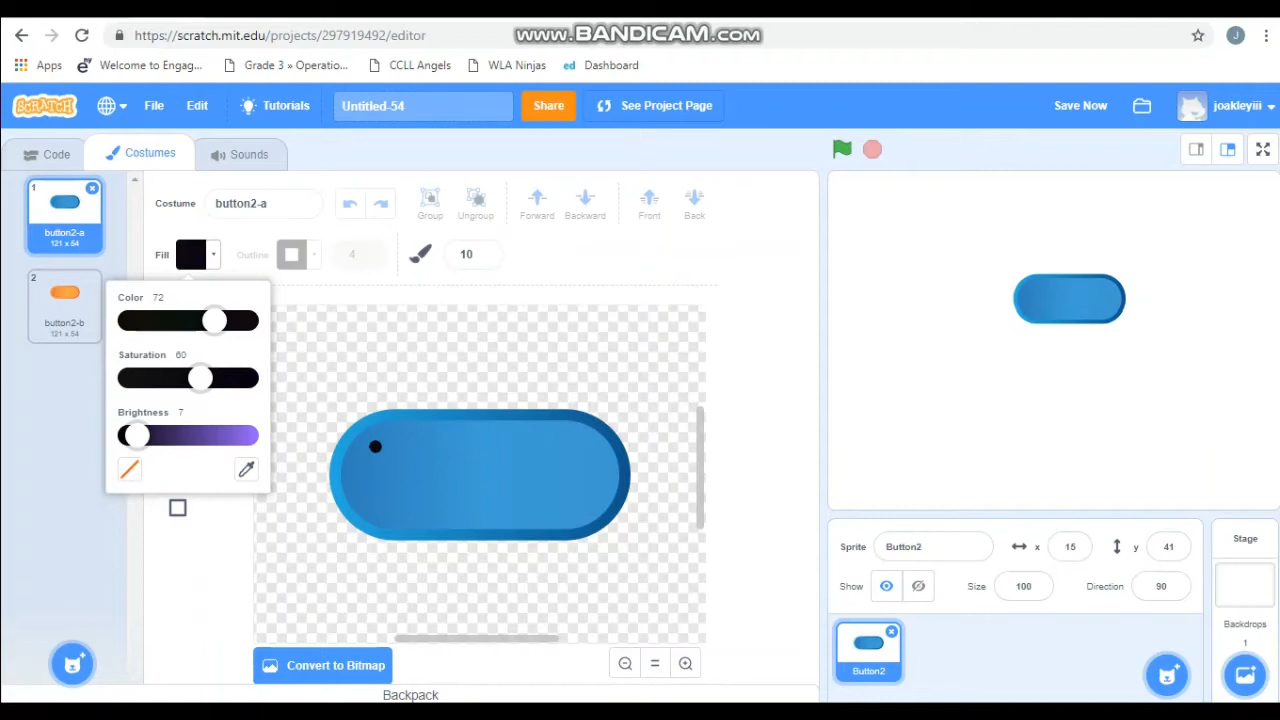 https://scratch.mit.edu/projects/297919492/editor
www.BANDICAM.com
J
Apps
Welcome to Engag...
Grade 3 » Operatio...
CCLL Angels
WLA Ninjas
ed Dashboard
SCRATCH
File
Edit
Tutorials
Untitled-54
Share
See Project Page
Save Now
joakleyiii
Code
Costumes
Sounds
1
button2-a
121 x 54
2
button2-b
121 x 54
Costume
button2-a
Group
Ungroup
Forward
Backward
Front
Back
Fill
Outline
4
10
Color 72
Saturation 60
Brightness 7
Convert to Bitmap
Backpack
Sprite
Button2
x
15
y
41
Show
Size
100
Direction
90
Button2
Stage
Backdrops
1